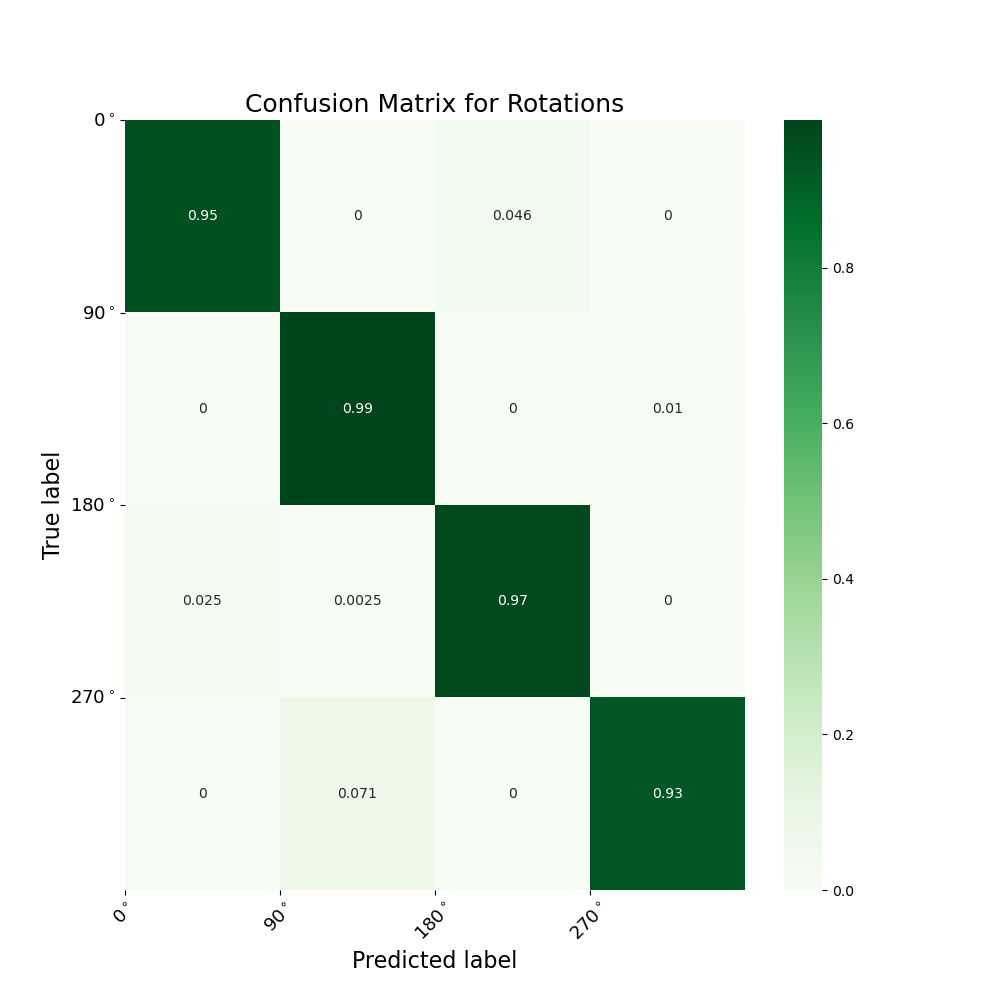 Confusion Matrix for Rotations
0°
0.95 0 0.046 0
90°
0 0.99 0 0.01
180°
0.025 0.0025 0.97 0
270°
0 0.071 0 0.93
0° 90° 180° 270°
Predicted label
True label
0.8
0.6
0.4
0.2
0.0